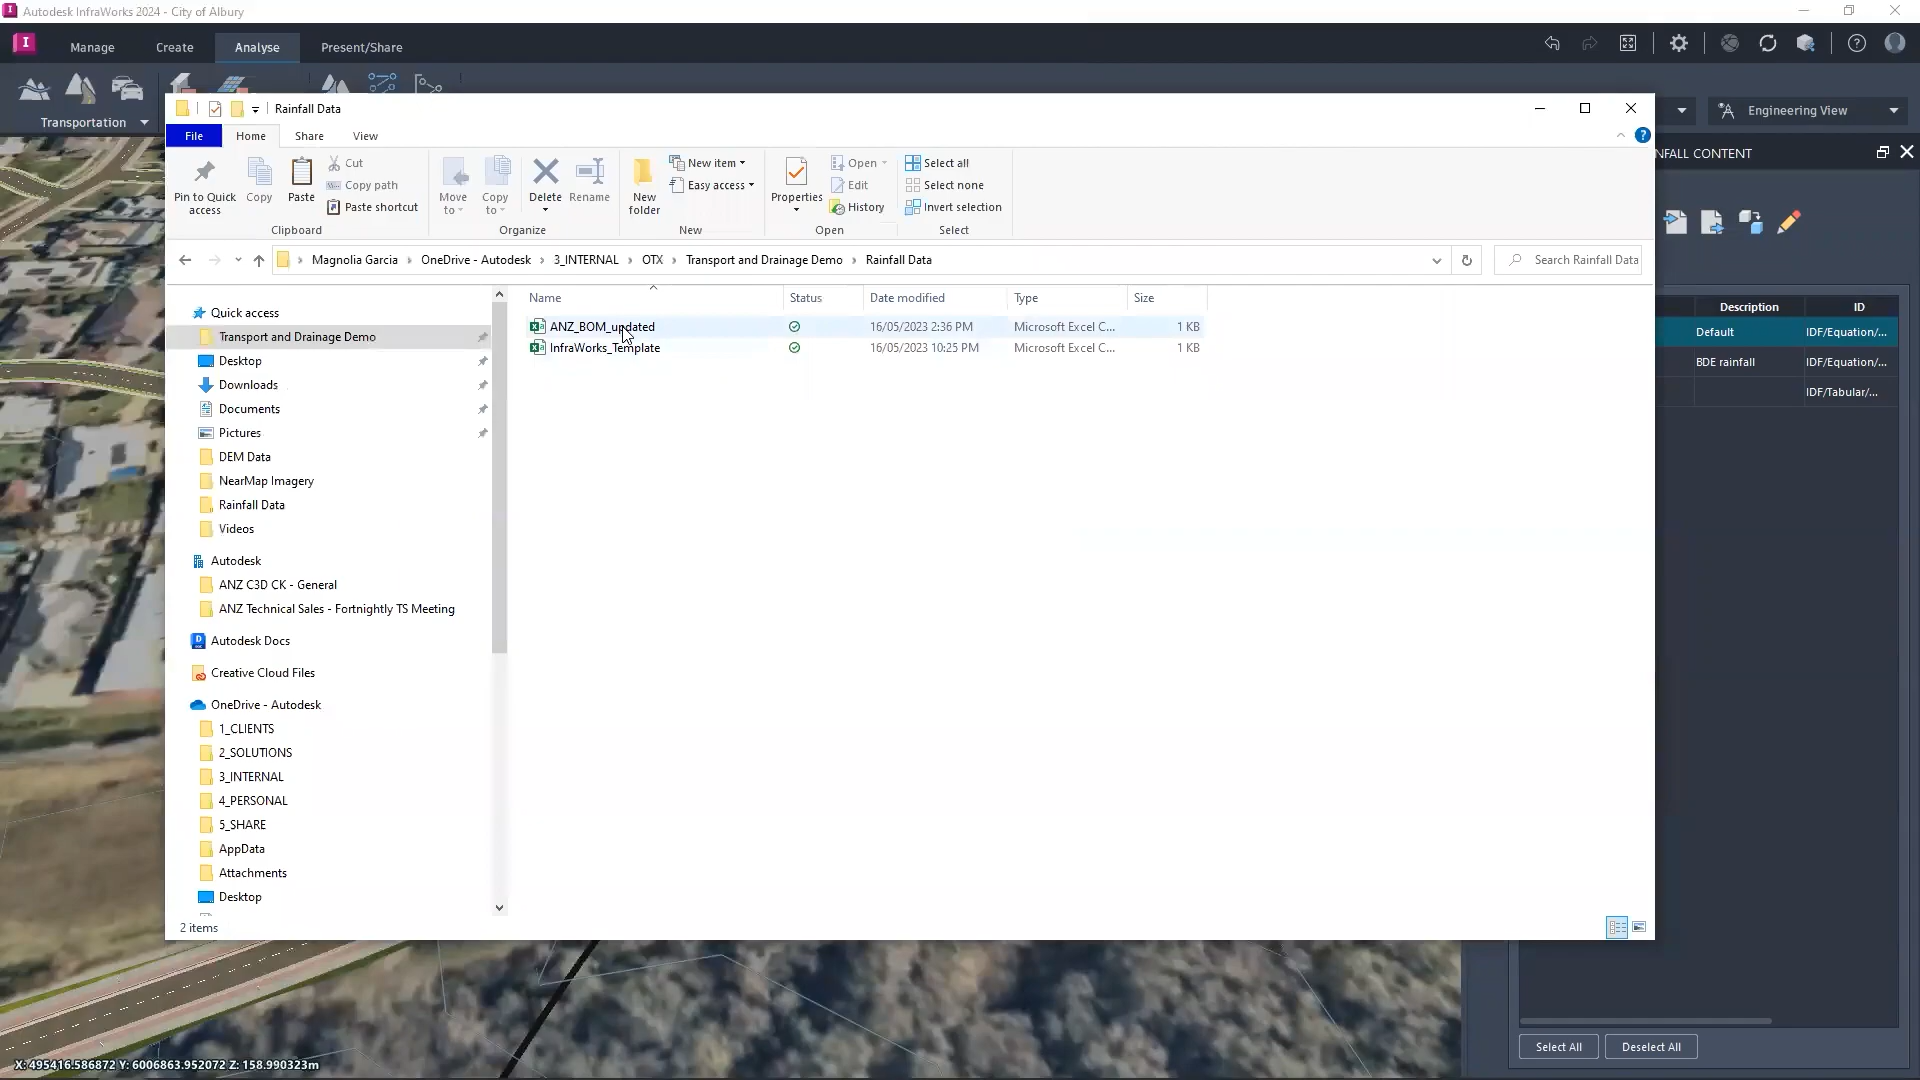 Autodesk InfraWorks 2024 - City of Albury
Manage Create Analyse Present/Share
Transportation
Engineering View
Rainfall Data
File Home Share View
Pin to Quick access
Copy
Paste
Cut
Copy path
Paste shortcut
Clipboard
Move to
Copy to
Delete
Rename
Organize
New folder
New item
Easy access
New
Properties
Open
Edit
History
Open
Select all
Select none
Invert selection
Select
Magnolia Garcia > OneDrive - Autodesk > 3_INTERNAL > OTX > Transport and Drainage Demo > Rainfall Data
Search Rainfall Data
Quick access
Transport and Drainage Demo
Desktop
Downloads
Documents
Pictures
DEM Data
NearMap Imagery
Rainfall Data
Videos
Autodesk
ANZ C3D CK - General
ANZ Technical Sales - Fortnightly TS Meeting
Autodesk Docs
Creative Cloud Files
OneDrive - Autodesk
1_CLIENTS
2_SOLUTIONS
3_INTERNAL
4_PERSONAL
5_SHARE
AppData
Attachments
Desktop
Name Status Date modified Type Size
ANZ_BOM_updated 16/05/2023 2:36 PM Microsoft Excel C... 1 KB
InfraWorks_Template 16/05/2023 10:25 PM Microsoft Excel C... 1 KB
2 items
NFALL CONTENT
Description ID
Default IDF/Equation/...
BDE rainfall IDF/Equation/...
IDF/Tabular/...
Select All Deselect All
X: 495416.586872 Y: 6006863.952072 Z: 158.990323m